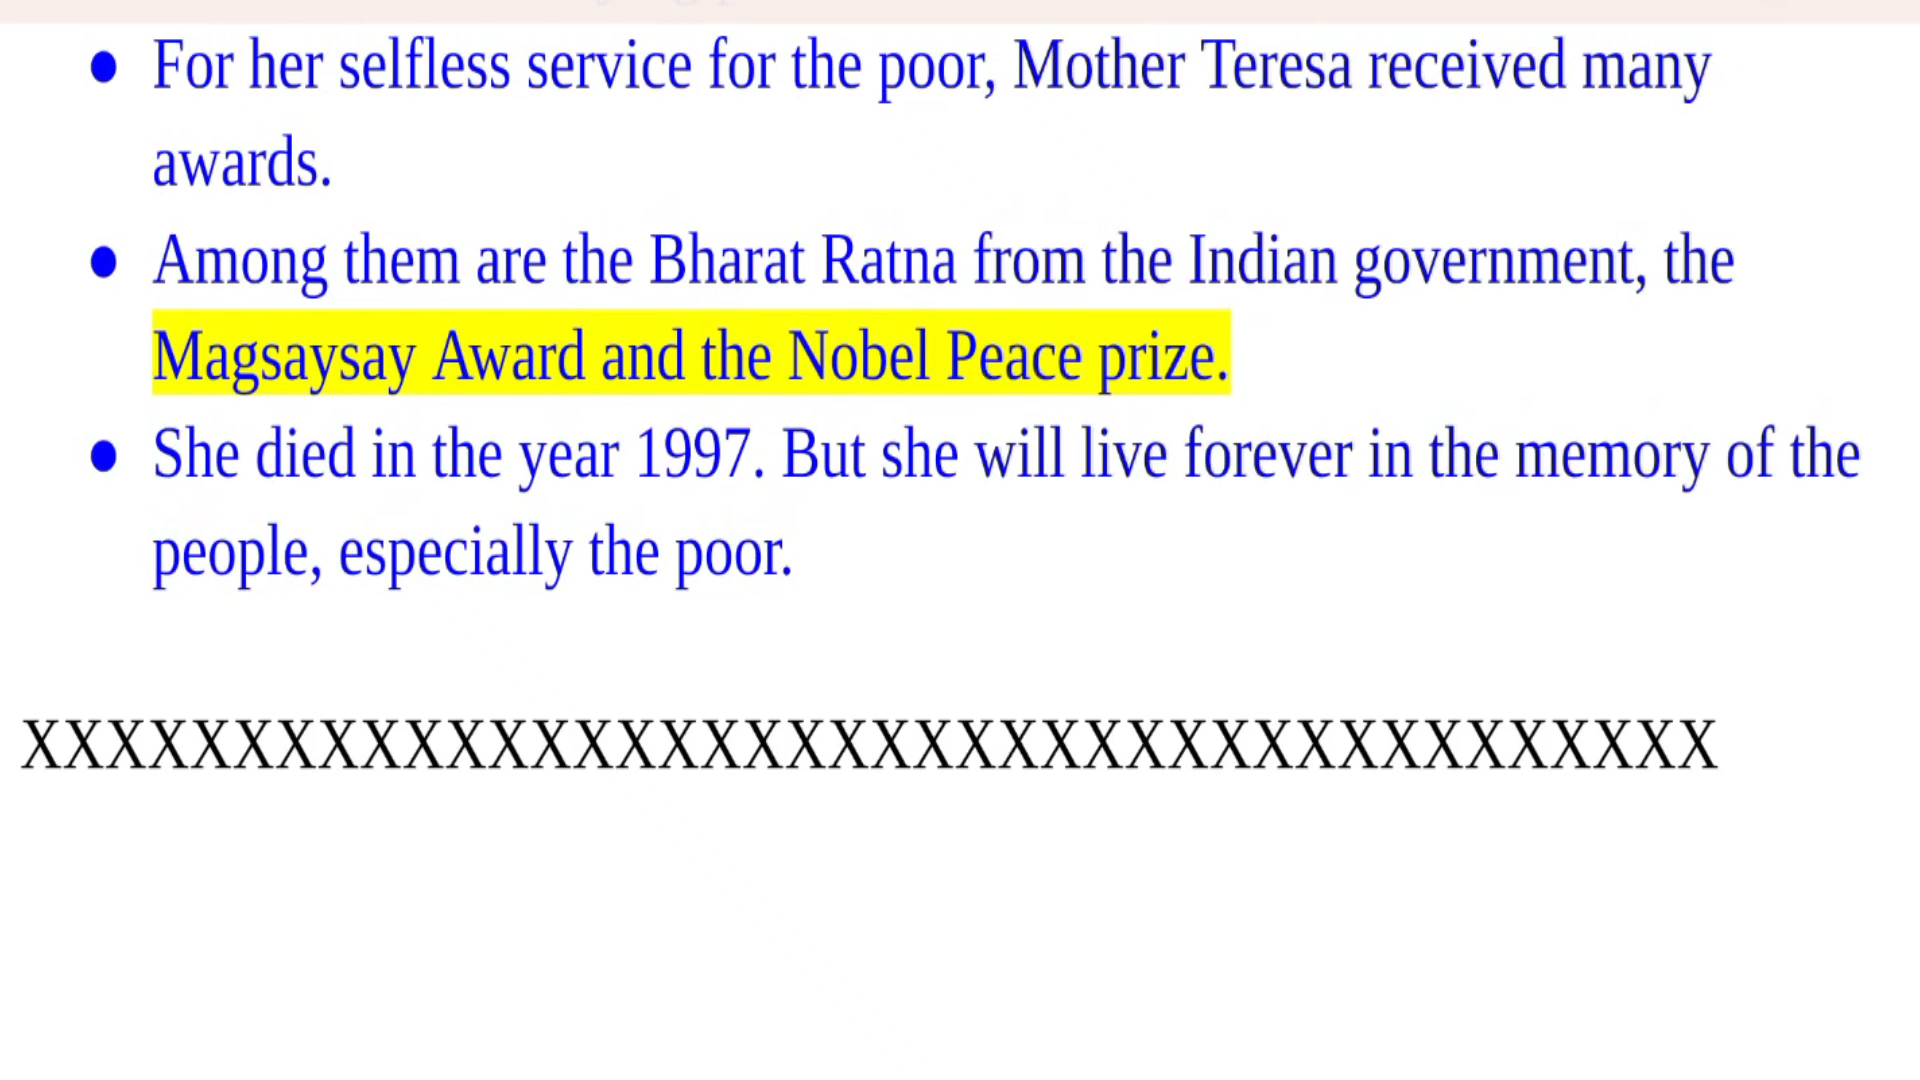 ● For her selfless service for the poor, Mother Teresa received many
awards.
● Among them are the Bharat Ratna from the Indian government, the
Magsaysay Award and the Nobel Peace prize.
● She died in the year 1997. But she will live forever in the memory of the
people, especially the poor.
XXXXXXXXXXXXXXXXXXXXXXXXXXXXXXXXXXXXXXXX